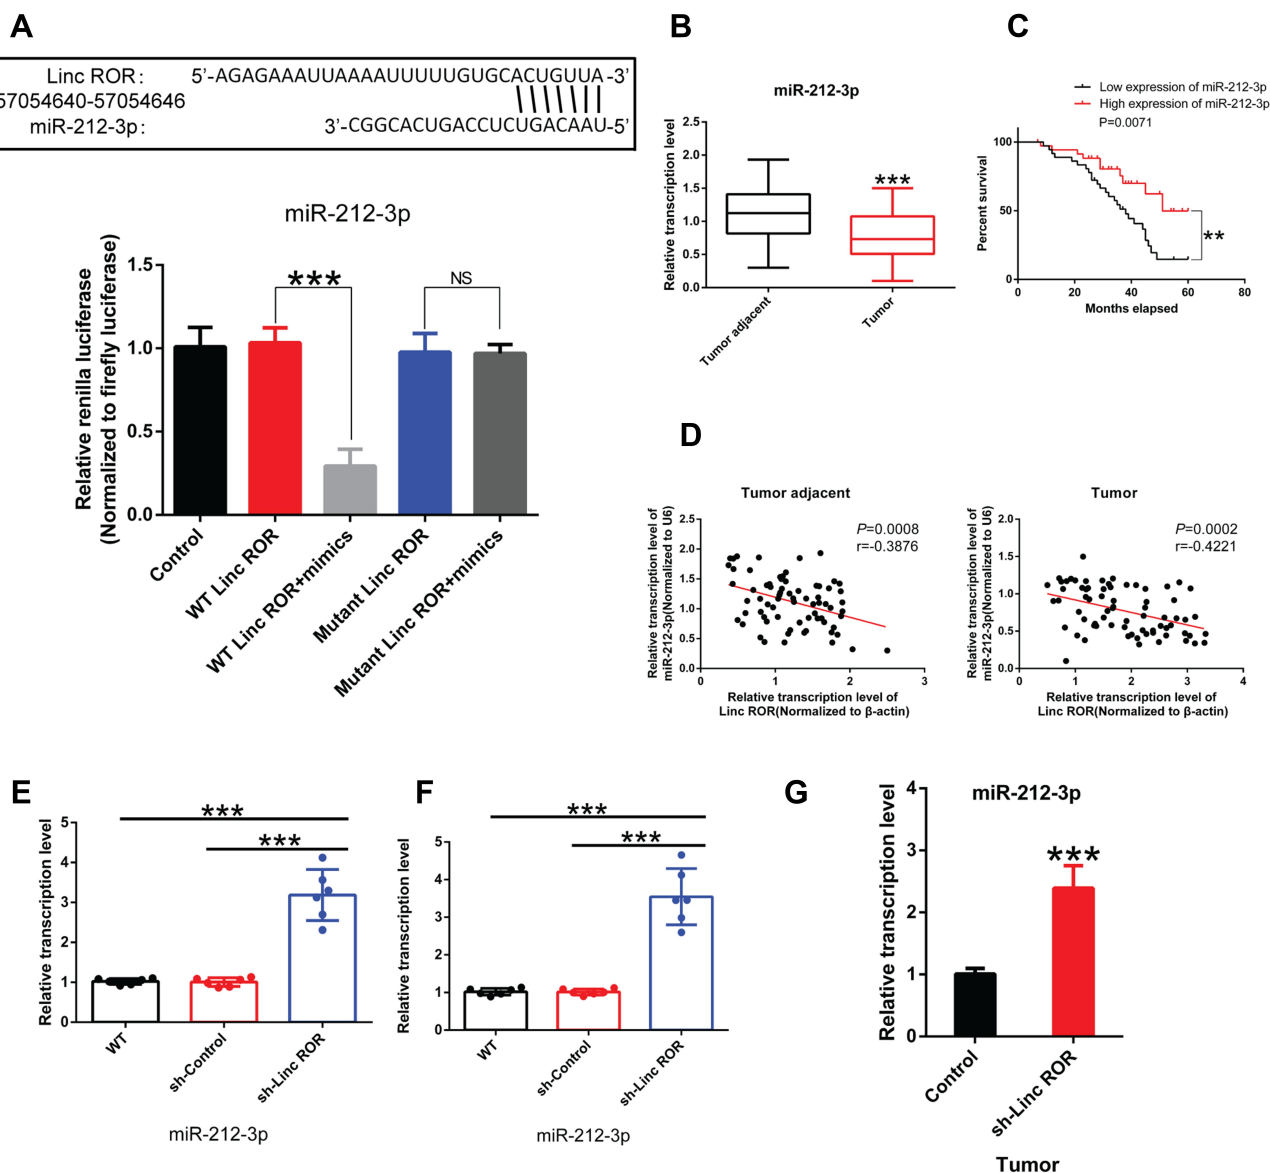 A
Linc ROR: 5'-AGAGAAAUUAAAAUUUUUGUGCACUGUUA-3'
57054640-57054646
miR-212-3p: 3'-CGGCACUGACCUCUGACAAU-5'
miR-212-3p
Relative renilla luciferase
(Normalized to firefly luciferase)
1.5
1.0
0.5
0.0
***
NS
Control
WT Linc ROR
WT Linc ROR+mimics
Mutant Linc ROR
Mutant Linc ROR+mimics
B
miR-212-3p
Relative transcription level
2.5
2.0
1.5
1.0
0.5
0.0
***
Tumor adjacent
Tumor
C
Low expression of miR-212-3p
High expression of miR-212-3p
P=0.0071
Percent survival
100
50
0
**
0 20 40 60 80
Months elapsed
D
Tumor adjacent
P=0.0008
r=-0.3876
Relative transcription level of
miR-212-3p(Normalized to U6)
2.5
2.0
1.5
1.0
0.5
0.0
0 1 2 3
Relative transcription level of
Linc ROR(Normalized to β-actin)
Tumor
P=0.0002
r=-0.4221
Relative transcription level of
miR-212-3p(Normalized to U6)
2.0
1.5
1.0
0.5
0.0
0 1 2 3 4
Relative transcription level of
Linc ROR(Normalized to β-actin)
E
Relative transcription level
5
4
3
2
1
0
***
***
WT
sh-Control
sh-Linc ROR
miR-212-3p
F
Relative transcription level
5
4
3
2
1
0
***
***
WT
sh-Control
sh-Linc ROR
miR-212-3p
G
miR-212-3p
Relative transcription level
4
3
2
1
0
***
Control
sh-Linc ROR
Tumor